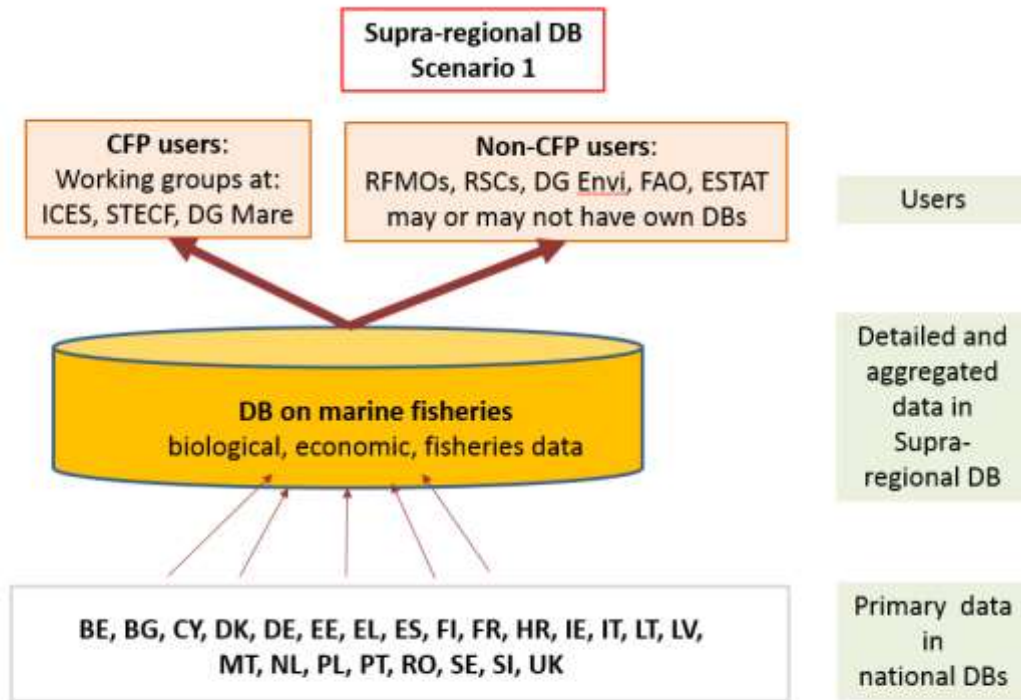 Supra-regional DB
Scenario 1
CFP users:
Working groups at:
ICES, STECF, DG Mare
Non-CFP users:
RFMOs, RSCs, DG Envi, FAO, ESTAT
may or may not have own DBs
Users
DB on marine fisheries
biological, economic, fisheries data
Detailed and
aggregated
data in
Supra-
regional DB
BE, BG, CY, DK, DE, EE, EL, ES, FI, FR, HR, IE, IT, LT, LV,
MT, NL, PL, PT, RO, SE, SI, UK
Primary data
in
national DBs